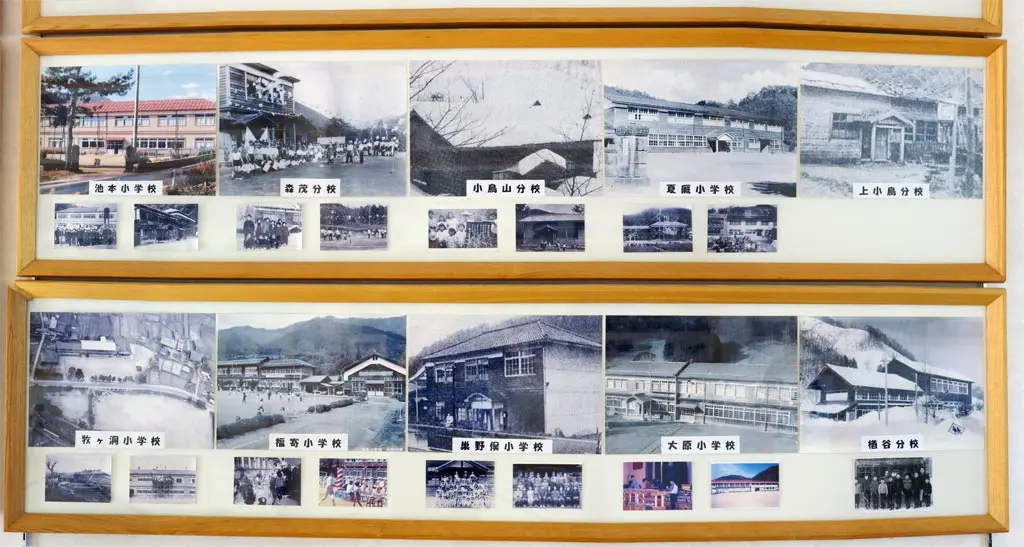 池本小学校
森茂分校
小鳥山分校
夏厩小学校
上小鳥分校
牧ヶ洞小学校
福寄小学校
巣野俣小学校
大原小学校
楢谷分校